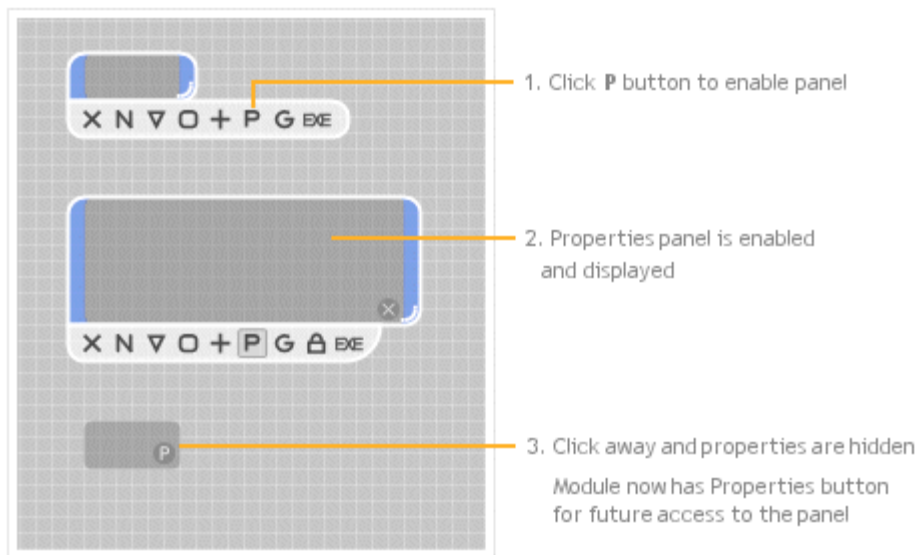 1. Click P button to enable panel
X N ▽ O + P G EXE
2. Properties panel is enabled
and displayed
X N ▽ O + P G EXE
P
3. Click away and properties are hidden
Module now has Properties button
for future access to the panel